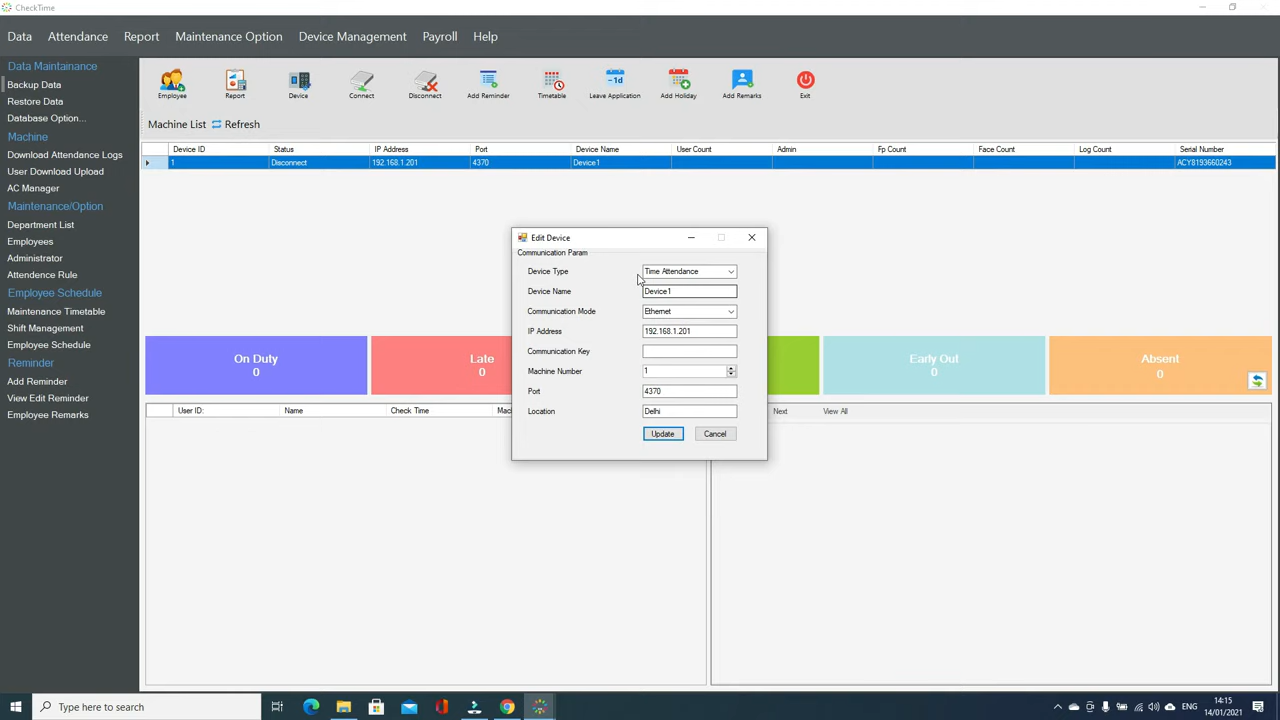 CheckTime
Data Attendance Report Maintenance Option Device Management Payroll Help
Data Maintainance
Backup Data
Restore Data
Database Option...
Machine
Download Attendance Logs
User Download Upload
AC Manager
Maintenance/Option
Department List
Employees
Administrator
Attendance Rule
Employee Schedule
Maintenance Timetable
Shift Management
Employee Schedule
Reminder
Add Reminder
View Edit Reminder
Employee Remarks
Employee Report Device Connect Disconnect Add Reminder Timetable Leave Application Add Holiday Add Remarks Exit
-1d
Machine List Refresh
Device ID Status IP Address Port Device Name User Count Admin Fp Count Face Count Log Count Serial Number
1 Disconnect 192.168.1.201 4370 Device1 ACY8193660243
Edit Device
Communication Param
Device Type Time Attendance
Device Name Device1
Communication Mode Ethernet
IP Address 192.168.1.201
Communication Key
Machine Number 1
Port 4370
Location Delhi
Update Cancel
On Duty Late Early Out Absent
0 0 0 0
User ID: Name Check Time Mac Next View All
Type here to search
ENG
14:15
14/01/2021